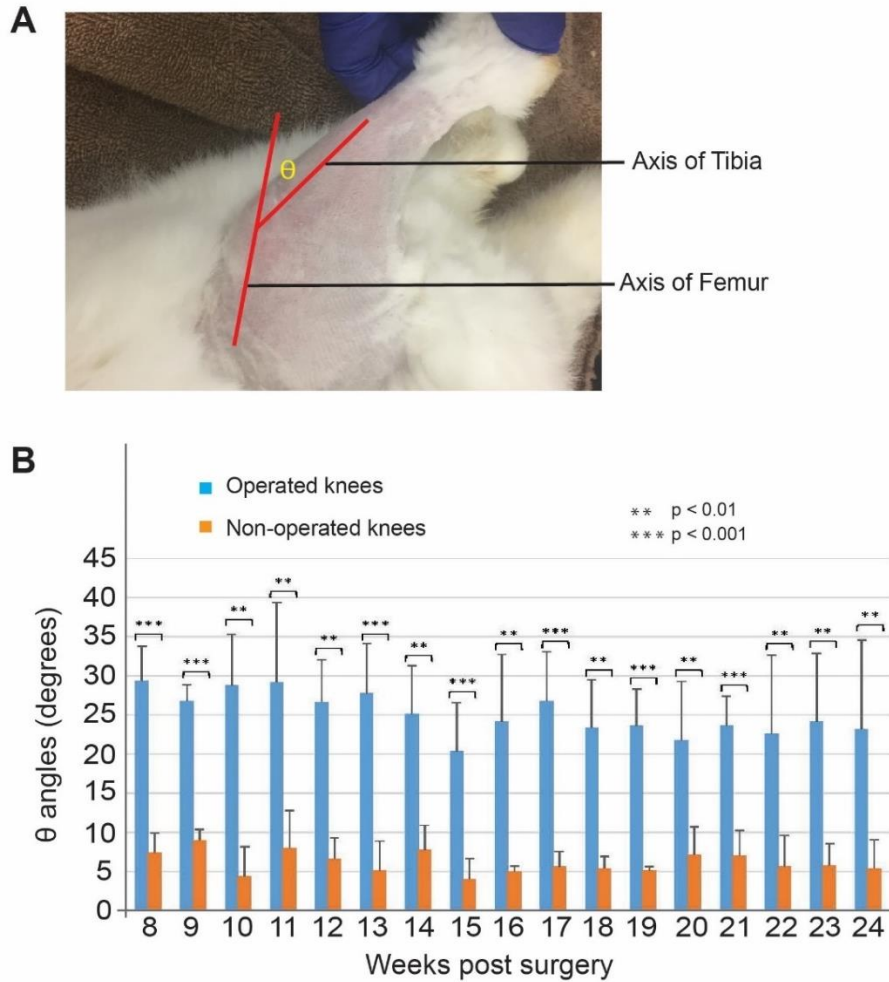 A
θ
Axis of Tibia
Axis of Femur
B
Operated knees
Non-operated knees
** p < 0.01
*** p < 0.001
θ angles (degrees)
45
40
35
30
25
20
15
10
5
0
*** *** ** ** ** *** ** *** ** *** ** *** ** *** ** ** **
8 9 10 11 12 13 14 15 16 17 18 19 20 21 22 23 24
Weeks post surgery